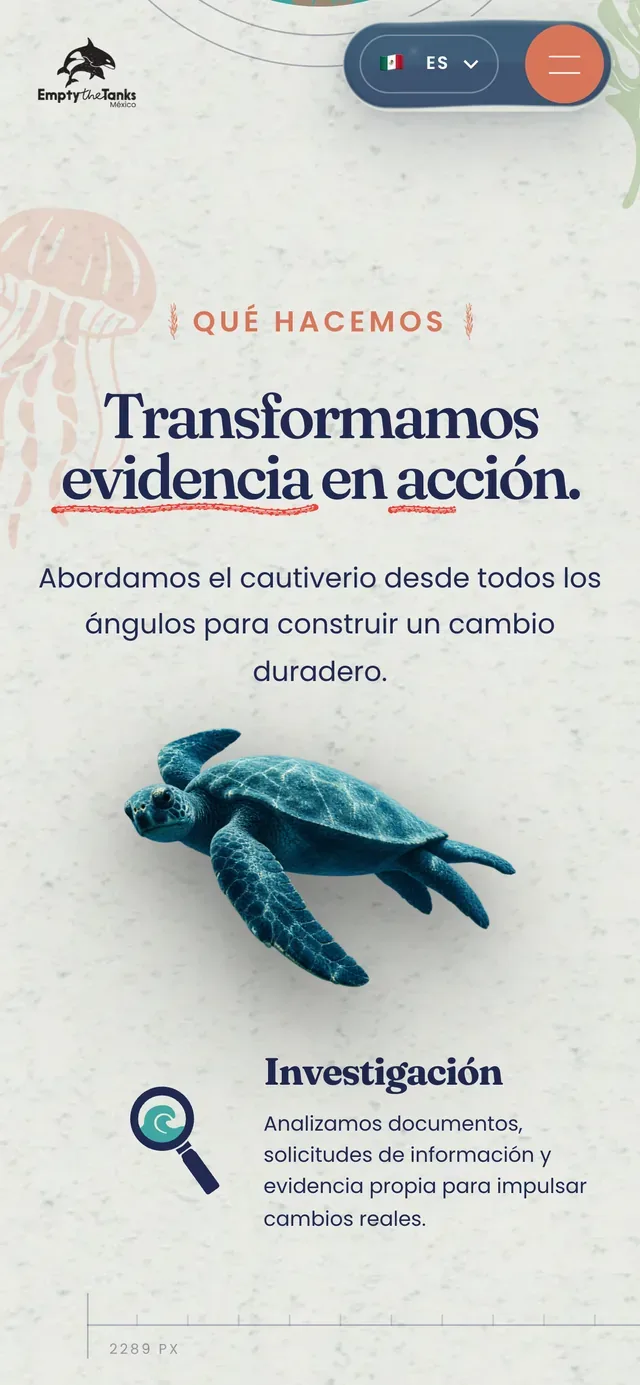 Empty the Tanks
México
ES
QUÉ HACEMOS
Transformamos
evidencia en acción.
Abordamos el cautiverio desde todos los
ángulos para construir un cambio
duradero.
Investigación
Analizamos documentos,
solicitudes de información y
evidencia propia para impulsar
cambios reales.
2289 PX